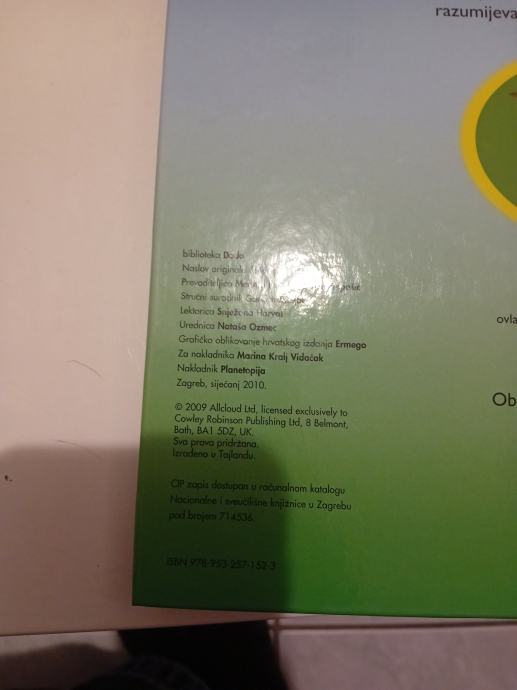 razumijeva
biblioteka Dodo
Naslov originala
Prevoditeljica
Stručni suradnik
Lektorica Snježana Horvat
Urednica Nataša Ozmec
Grafičko oblikovanje hrvatskog izdanja Ermego
Za nakladnika Marina Kralj Vidačak
Nakladnik Planetopija
Zagreb, siječanj 2010.
© 2009 Allcloud Ltd, licensed exclusively to
Cowley Robinson Publishing Ltd, 8 Belmont,
Bath, BA1 5DZ, UK.
Sva prava pridržana.
Izrađeno u Tajlandu.
CIP zapis dostupan u računalnom katalogu
Nacionalne i sveučilišne knjižnice u Zagrebu
pod brojem 714536.
ISBN 978-953-257-152-3
ovla
Ob